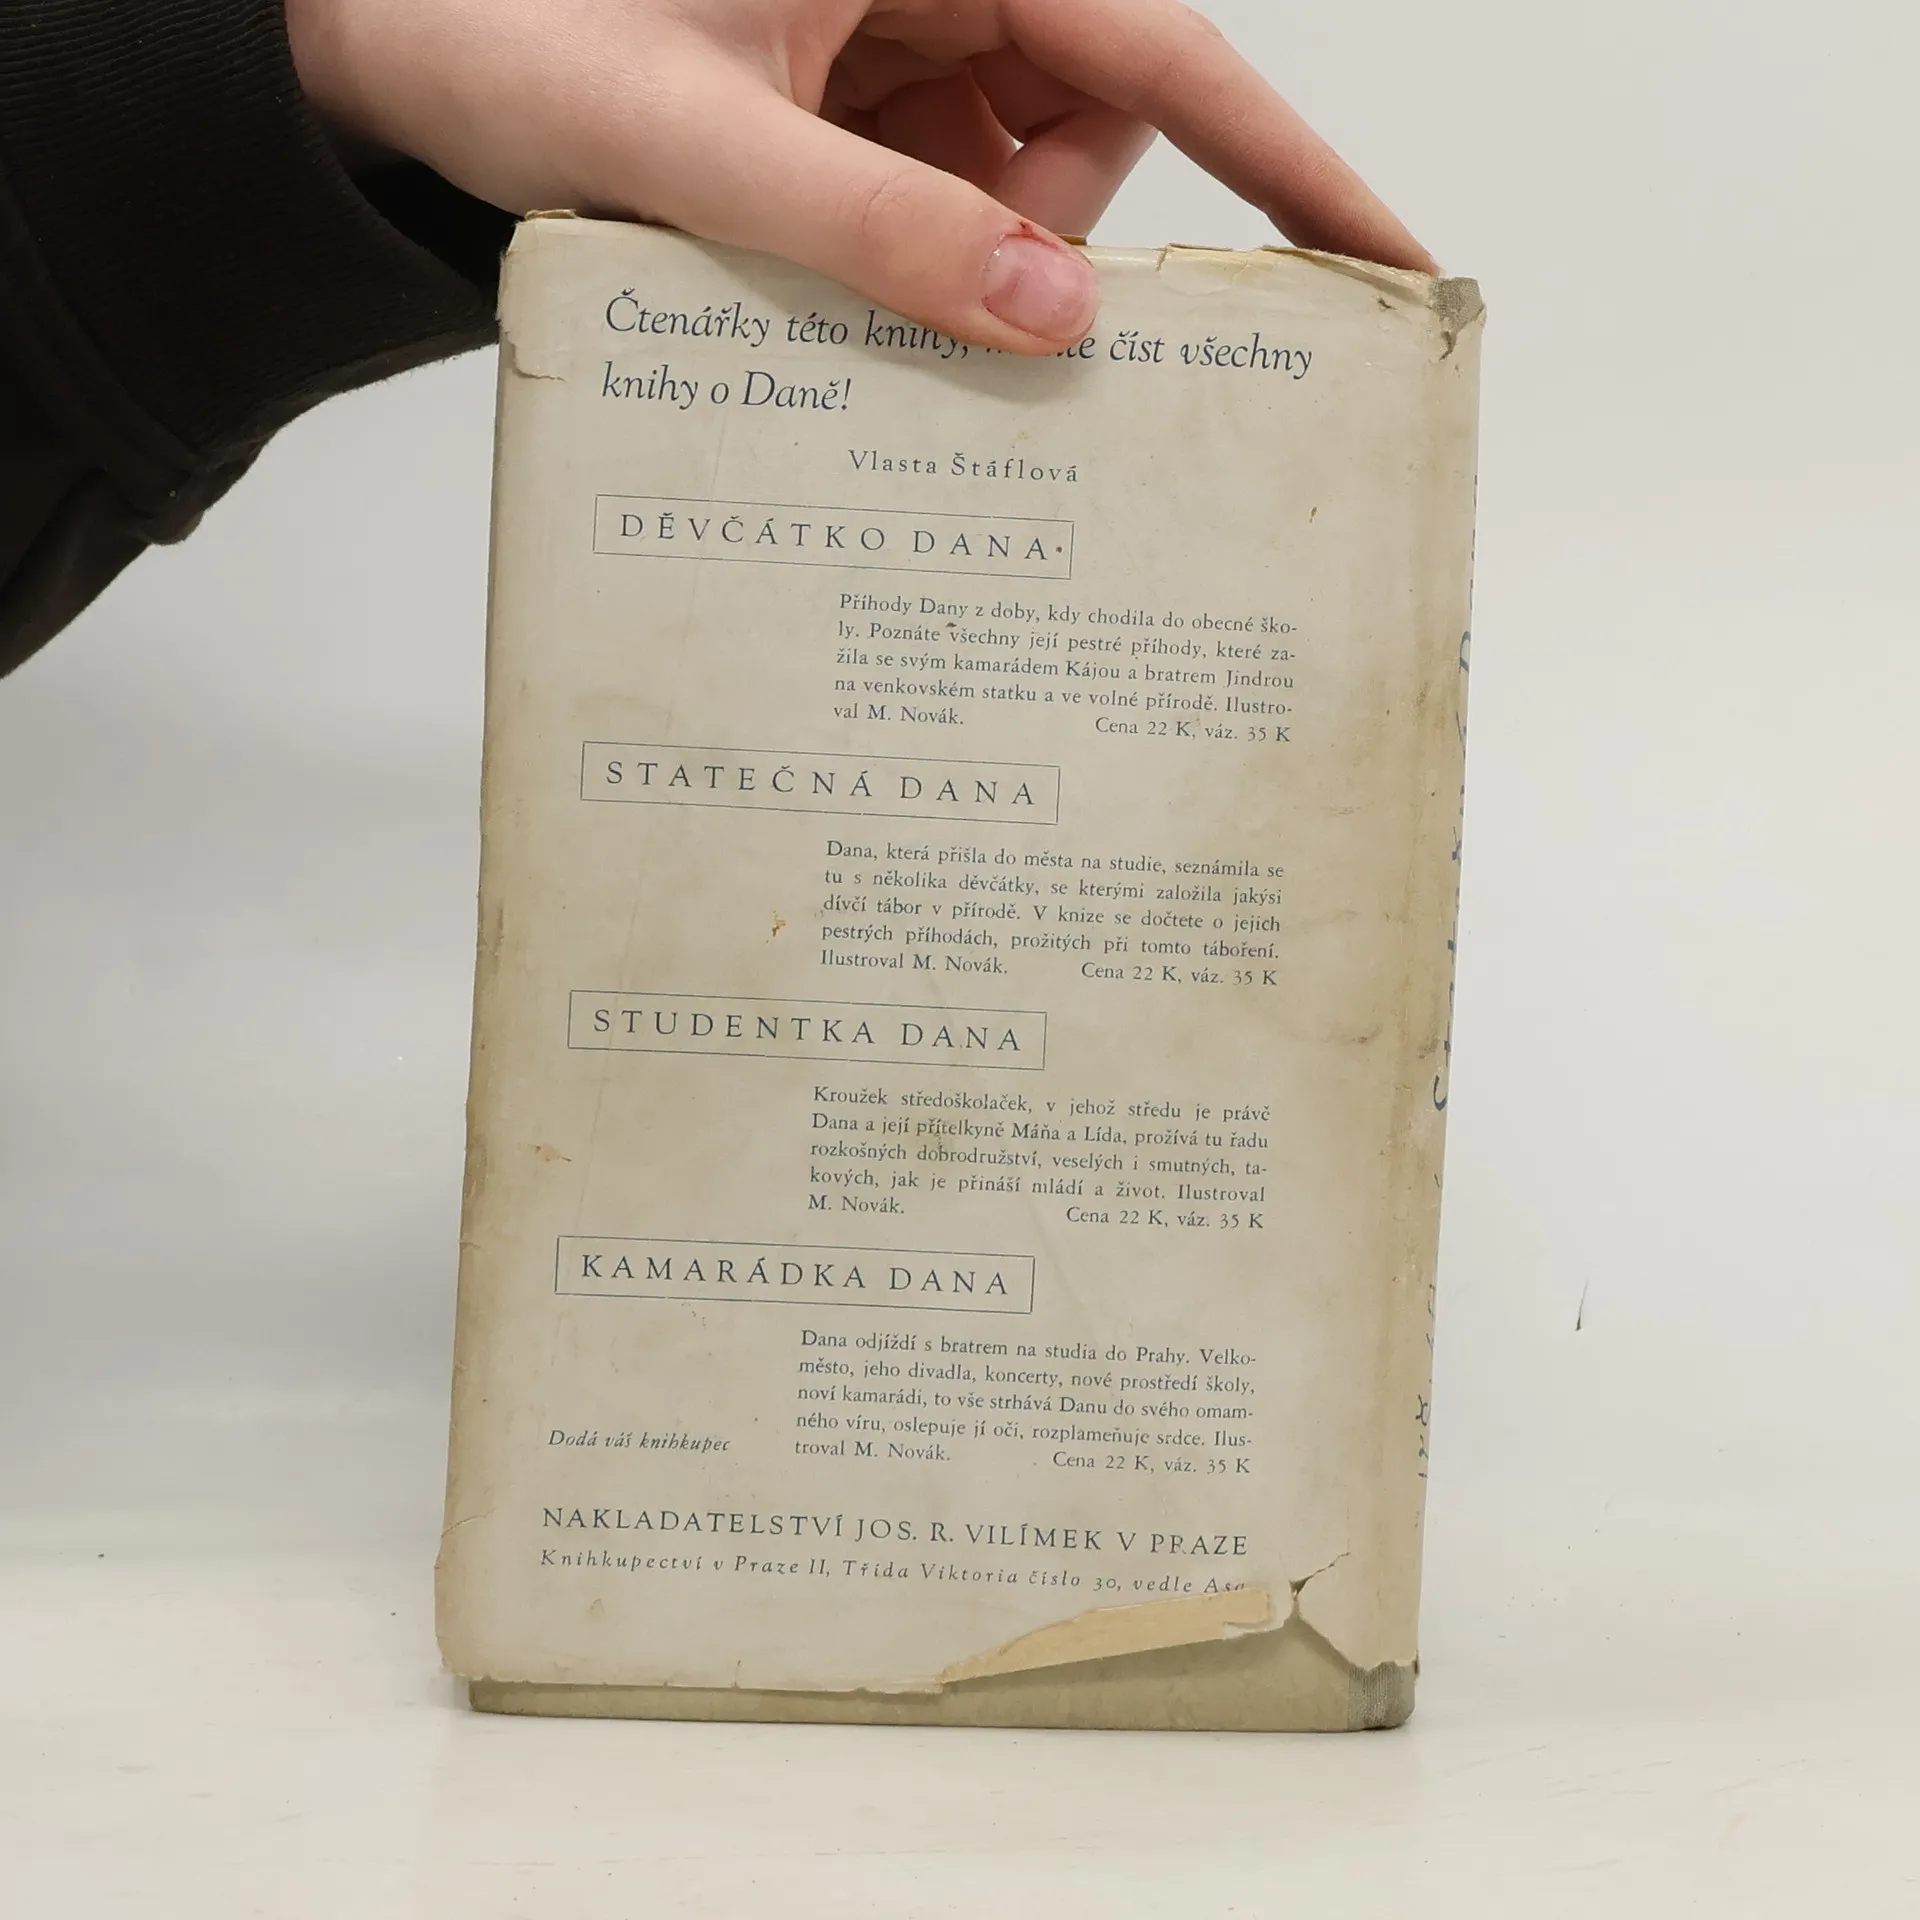 Čtenářky této knihy, číst všechny
knihy o Daně!
Vlasta Štáflová
DĚVČÁTKO DANA
Příhody Dany z doby, kdy chodila do obecné ško-
ly. Poznáte všechny její pestré příhody, které za-
žila se svým kamarádem Kájou a bratrem Jindrou
na venkovském statku a ve volné přírodě. Ilustro-
val M. Novák. Cena 22 K, váz. 35 K
STATEČNÁ DANA
Dana, která přišla do města na studie, seznámila se
tu s několika děvčátky, se kterými založila jakýsi
dívčí tábor v přírodě. V knize se dočtete o jejich
pestrých příhodách, prožitých při tomto táboření.
Ilustroval M. Novák. Cena 22 K, váz. 35 K
STUDENTKA DANA
Kroužek středoškolaček, v jehož středu je právě
Dana a její přítelkyně Máňa a Lída, prožívá tu řadu
rozkošných dobrodružství, veselých i smutných, ta-
kových, jak je přináší mládí a život. Ilustroval
M. Novák. Cena 22 K, váz. 35 K
KAMARÁDKA DANA
Dana odjíždí s bratrem na studia do Prahy. Velko-
město, jeho divadla, koncerty, nové prostředí školy,
noví kamarádi, to vše strhává Danu do svého omam-
ného víru, oslepuje jí oči, rozplameňuje srdce. Ilus-
troval M. Novák. Cena 22 K, váz. 35 K
Dodá váš knihkupec
NAKLADATELSTVÍ JOS. R. VILÍMEK V PRAZE
Knihkupectví v Praze II, Třída Viktoria číslo 30, vedle